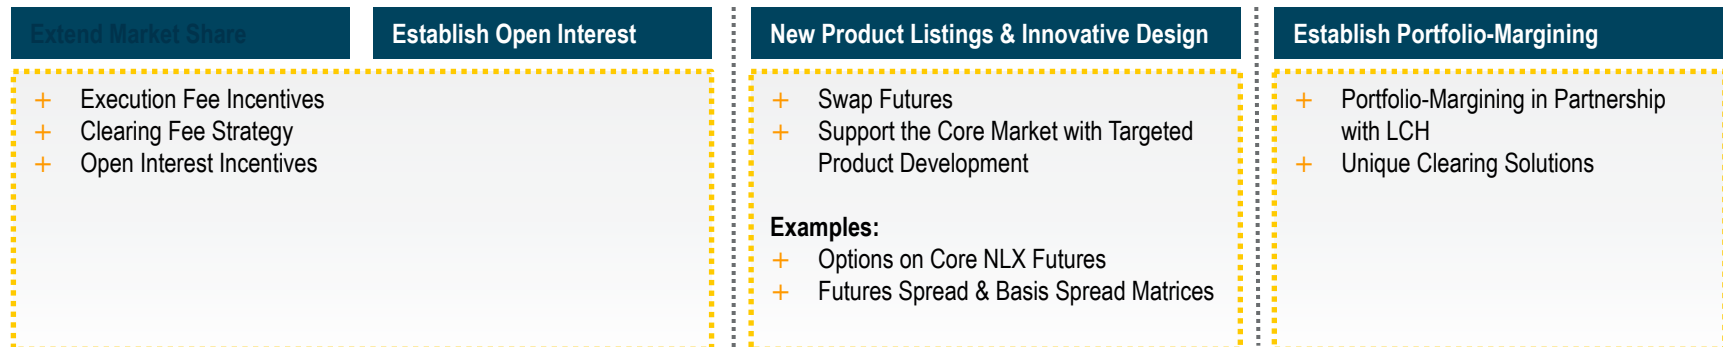 Extend Market Share
Establish Open Interest
+ Execution Fee Incentives
+ Clearing Fee Strategy
+ Open Interest Incentives
New Product Listings & Innovative Design
+ Swap Futures
+ Support the Core Market with Targeted
Product Development
Examples:
+ Options on Core NLX Futures
+ Futures Spread & Basis Spread Matrices
Establish Portfolio-Margining
+ Portfolio-Margining in Partnership
with LCH
+ Unique Clearing Solutions